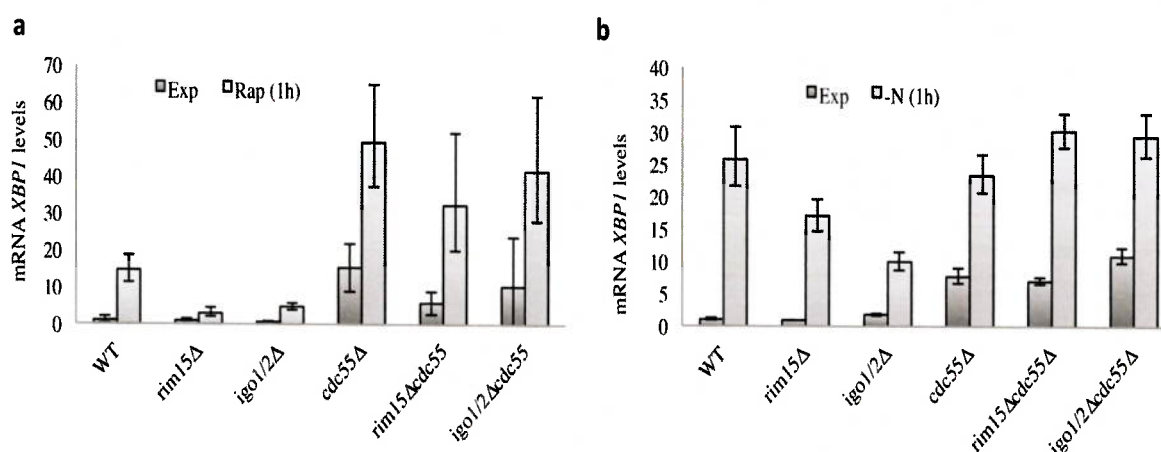 a
mRNA XBP1 levels
70
60
50
40
30
20
10
0
Exp Rap (1h)
WT
rim15Δ
igo1/2Δ
cdc55Δ
rim15Δcdc55
igo1/2Δcdc55
b
mRNA XBP1 levels
40
35
30
25
20
15
10
5
0
Exp -N (1h)
WT
rim15Δ
igo1/2Δ
cdc55Δ
rim15Δcdc55Δ
igo1/2Δcdc55Δ